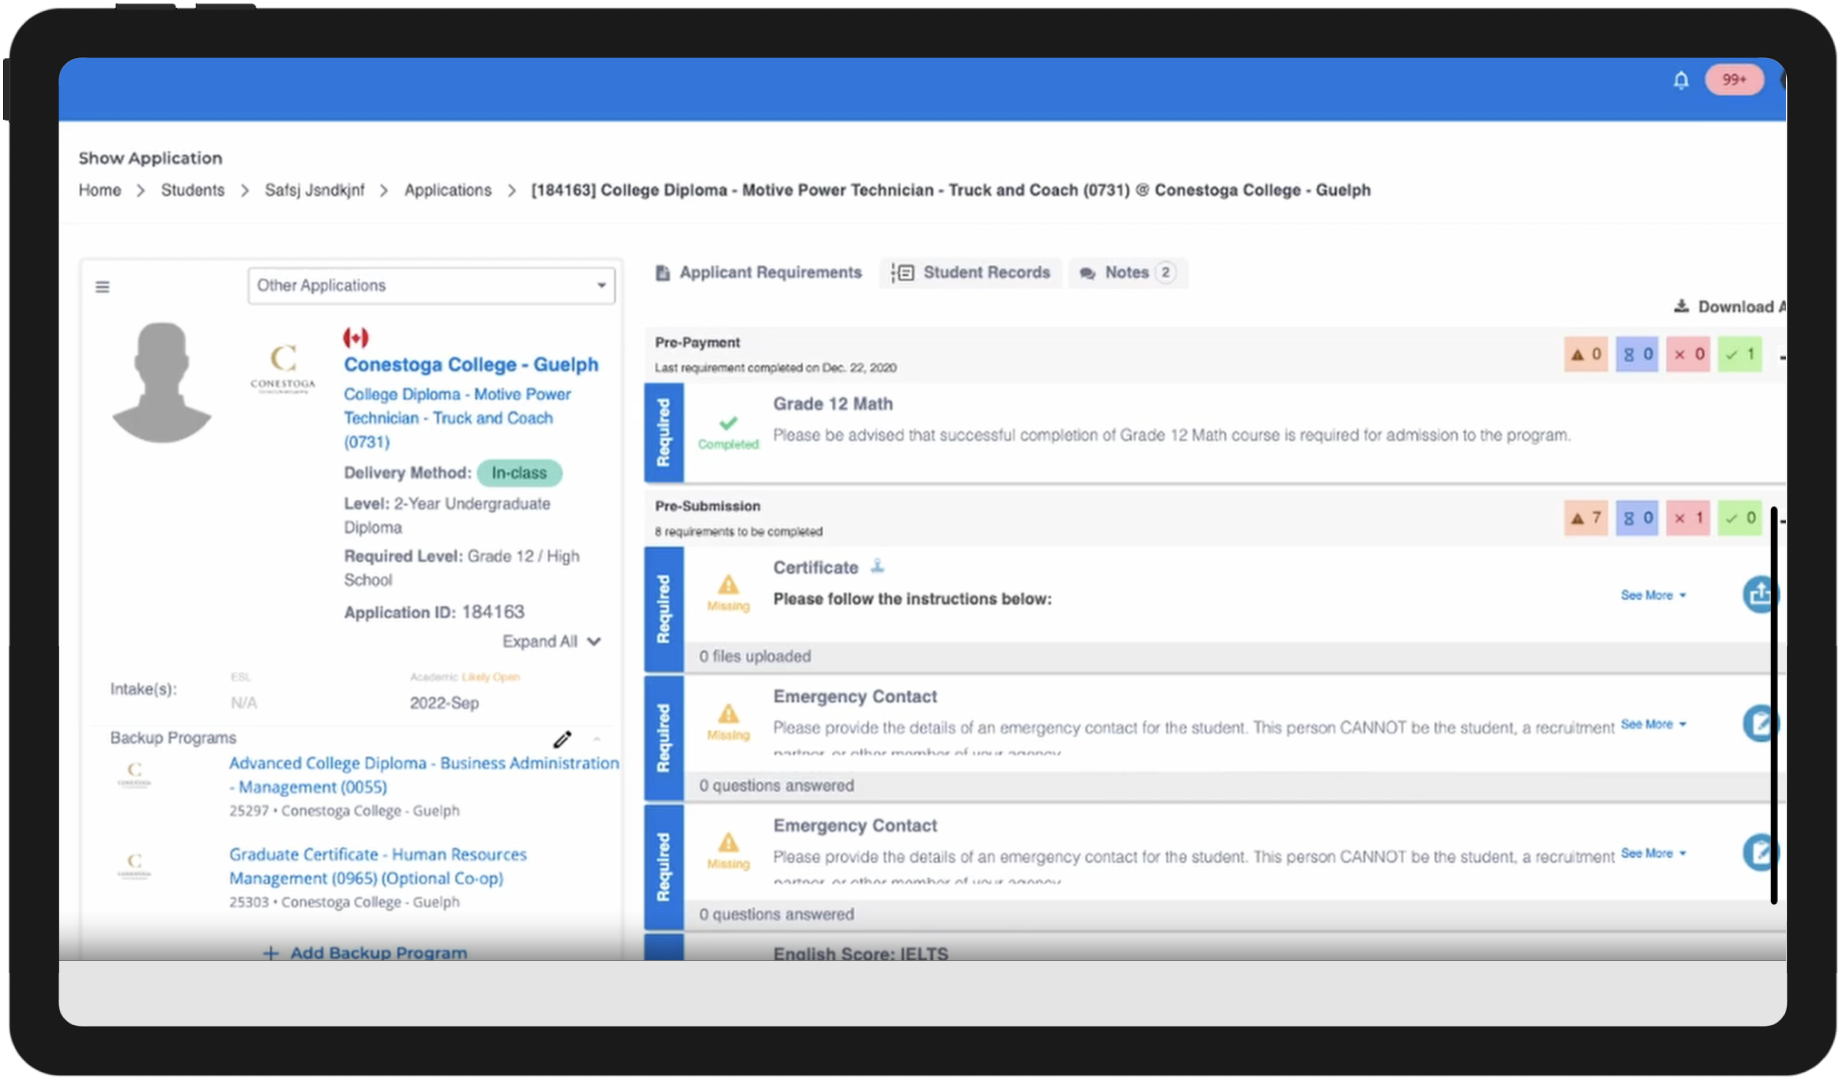 99+
Show Application
Home > Students > Safsj Jsndkjnf > Applications > [184163] College Diploma - Motive Power Technician - Truck and Coach (0731) @ Conestoga College - Guelph
Other Applications
C
CONESTOGA
Conestoga College - Guelph
College Diploma - Motive Power
Technician - Truck and Coach
(0731)
Delivery Method: In-class
Level: 2-Year Undergraduate
Diploma
Required Level: Grade 12 / High
School
Application ID: 184163
Expand All
Intake(s):
ESL
N/A
Academic Likely Open
2022-Sep
Backup Programs
Advanced College Diploma - Business Administration
- Management (0055)
25297 • Conestoga College - Guelph
Graduate Certificate - Human Resources
Management (0965) (Optional Co-op)
25303 • Conestoga College - Guelph
+ Add Backup Program
Applicant Requirements
Student Records
Notes 2
Download A
Pre-Payment
Last requirement completed on Dec. 22, 2020
0 0 0 1
Required
Completed
Grade 12 Math
Please be advised that successful completion of Grade 12 Math course is required for admission to the program.
Pre-Submission
8 requirements to be completed
7 0 1 0
Required
Missing
Certificate
Please follow the instructions below:
See More
0 files uploaded
Required
Missing
Emergency Contact
Please provide the details of an emergency contact for the student. This person CANNOT be the student, a recruitment
partner, or other member of your agency
See More
0 questions answered
Required
Missing
Emergency Contact
Please provide the details of an emergency contact for the student. This person CANNOT be the student, a recruitment
partner, or other member of your agency
See More
0 questions answered
English Score: IELTS